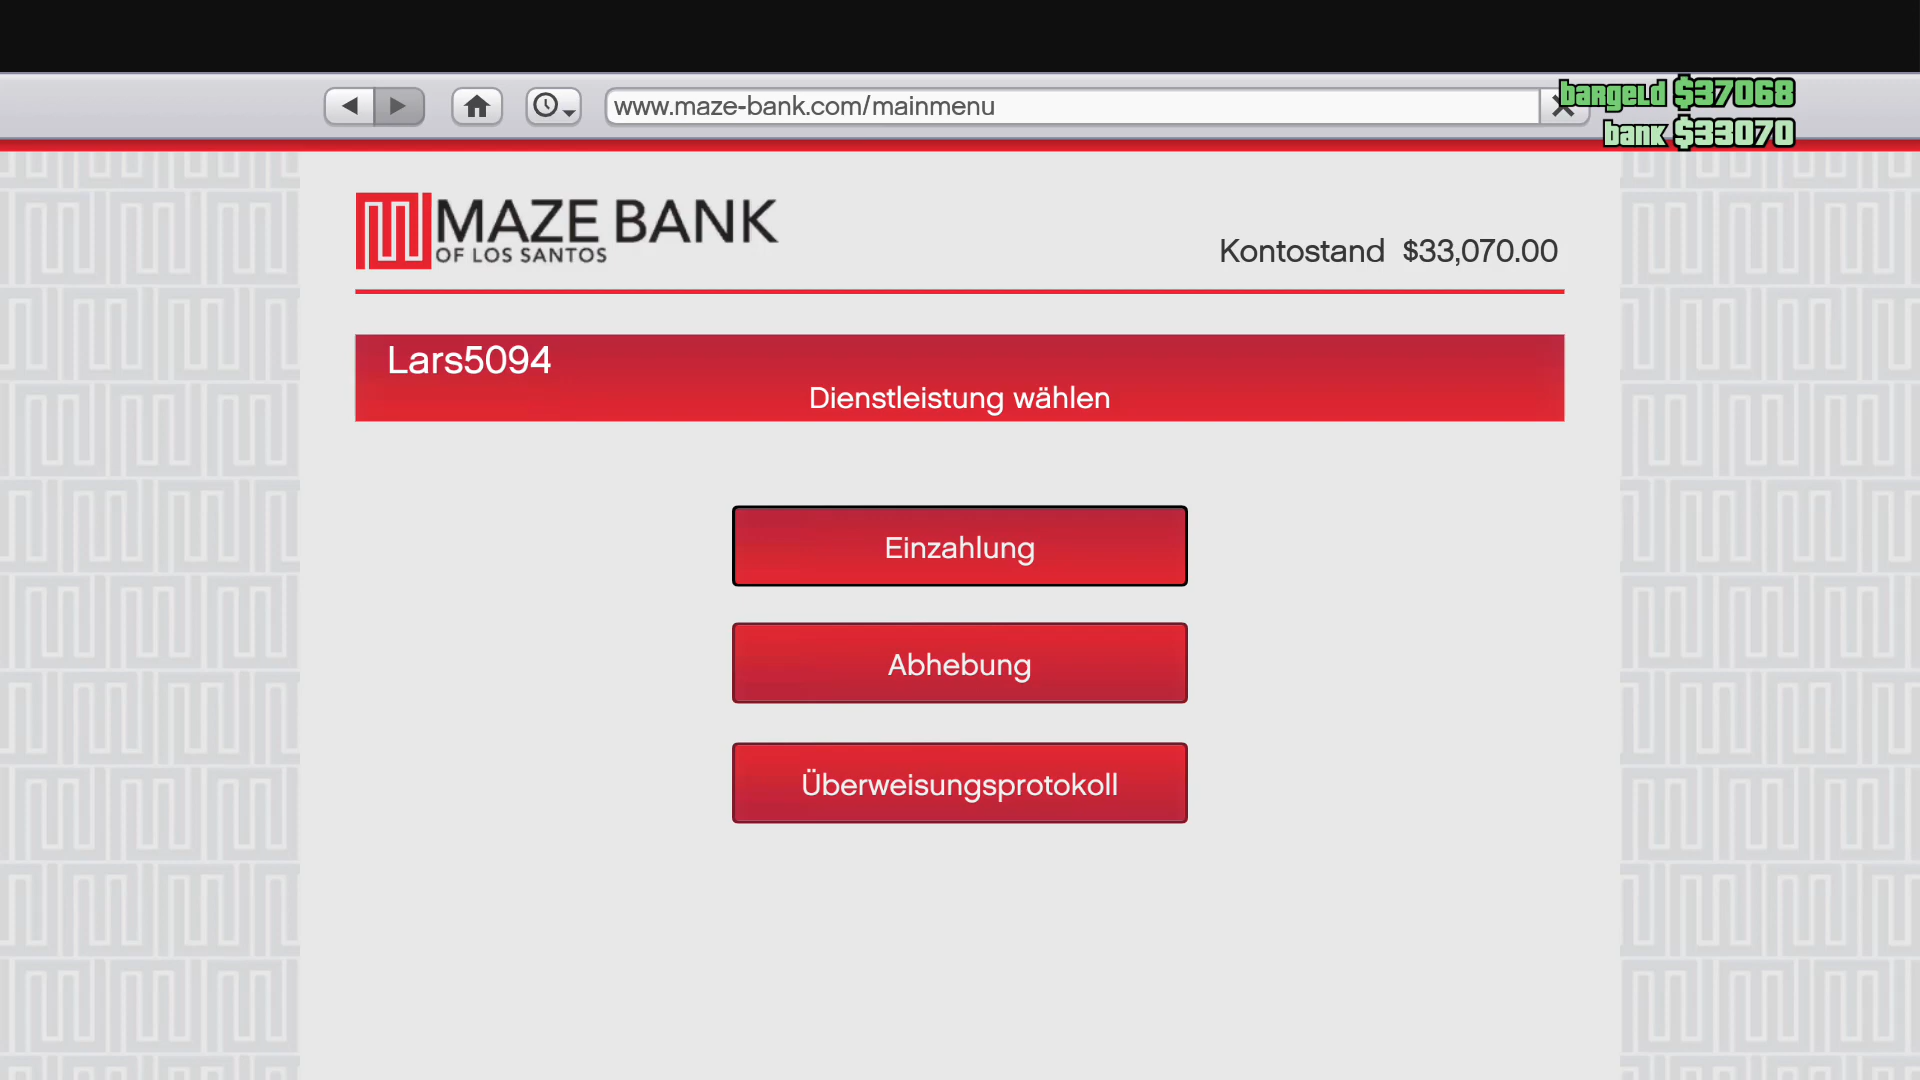 www.maze-bank.com/mainmenu
bargeld $37068
bank $33070
MAZE BANK
OF LOS SANTOS
Kontostand $33,070.00
Lars5094
Dienstleistung wählen
Einzahlung
Abhebung
Überweisungsprotokoll